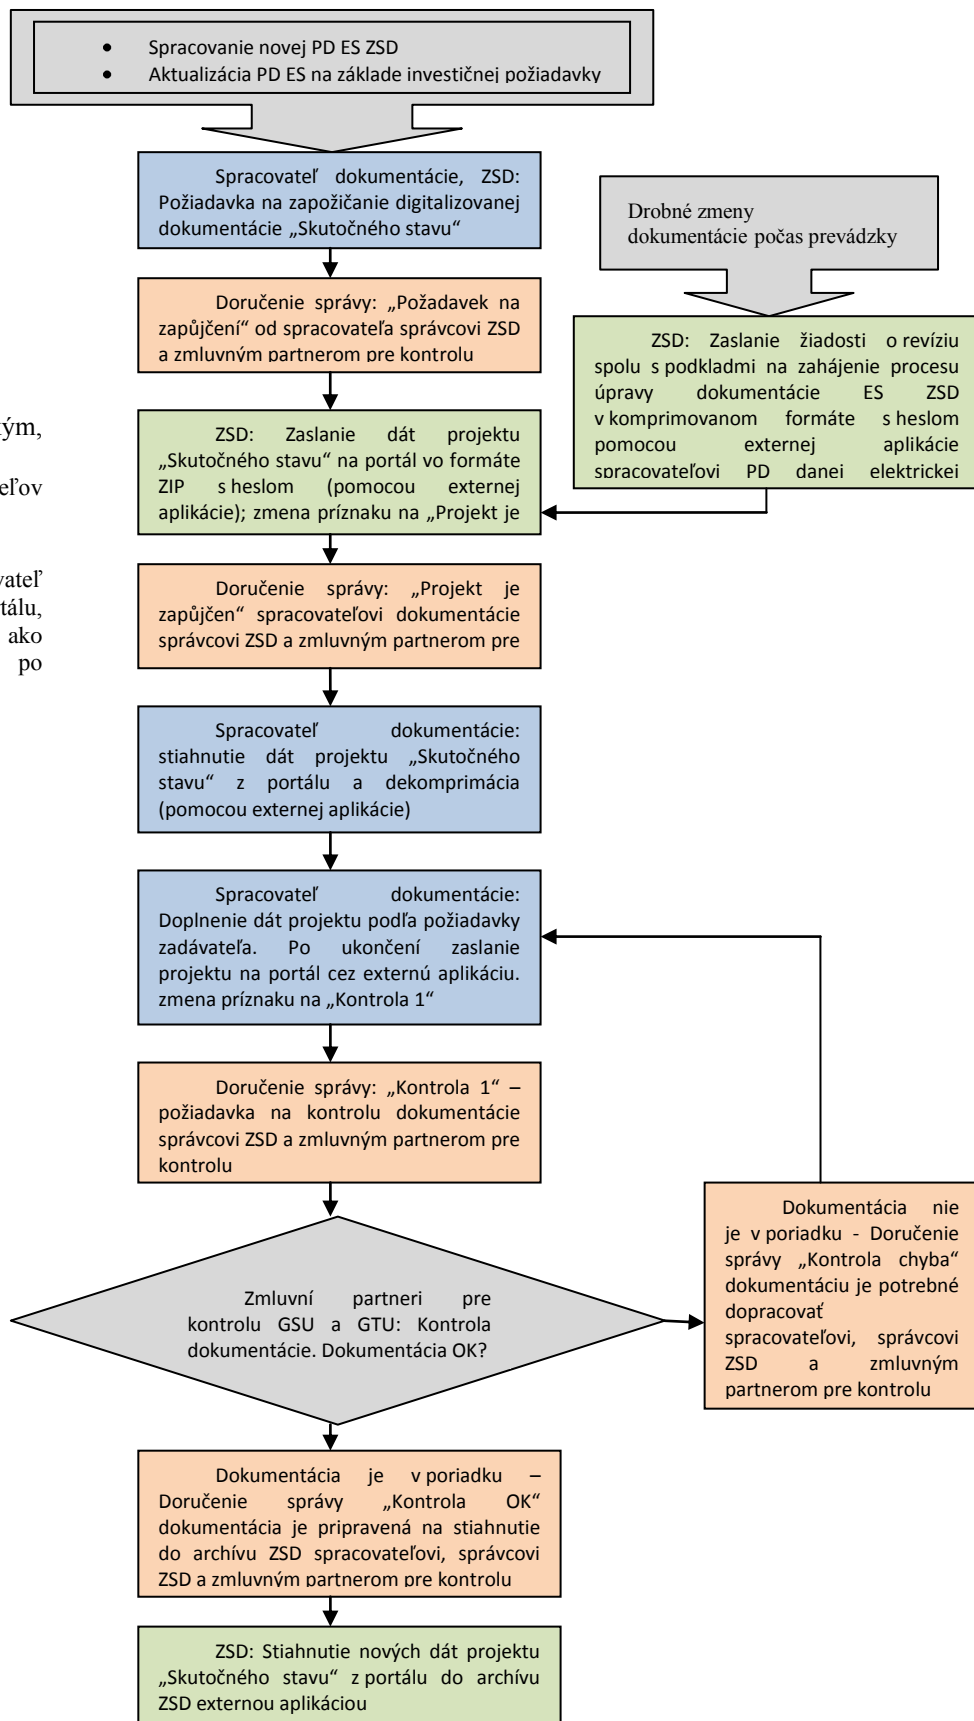 • Spracovanie novej PD ES ZSD
• Aktualizácia PD ES na základe investičnej požiadavky
Spracovateľ dokumentácie, ZSD:
Požiadavka na zapožičanie digitalizovanej
dokumentácie „Skutočného stavu“
Drobné zmeny
dokumentácie počas prevádzky
Doručenie správy: „Požadavek na
zapůjčení“ od spracovateľa správcovi ZSD
a zmluvným partnerom pre kontrolu
ZSD: Zaslanie žiadosti o revíziu
spolu s podkladmi na zahájenie procesu
úpravy dokumentácie ES ZSD
v komprimovanom formáte s heslom
pomocou externej aplikácie
spracovateľovi PD danej elektrickej
ým,
eľov
vateľ
rtálu,
ako
po
ZSD: Zaslanie dát projektu
„Skutočného stavu“ na portál vo formáte
ZIP s heslom (pomocou externej
aplikácie); zmena príznaku na „Projekt je
Doručenie správy: „Projekt je
zapůjčen“ spracovateľovi dokumentácie
správcovi ZSD a zmluvným partnerom pre
Spracovateľ dokumentácie:
stiahnutie dát projektu „Skutočného
stavu“ z portálu a dekomprimácia
(pomocou externej aplikácie)
Spracovateľ dokumentácie:
Doplnenie dát projektu podľa požiadavky
zadávateľa. Po ukončení zaslanie
projektu na portál cez externú aplikáciu.
zmena príznaku na „Kontrola 1“
Doručenie správy: „Kontrola 1“ –
požiadavka na kontrolu dokumentácie
správcovi ZSD a zmluvným partnerom pre
kontrolu
Zmluvní partneri pre
kontrolu GSU a GTU: Kontrola
dokumentácie. Dokumentácia OK?
Dokumentácia nie
je v poriadku - Doručenie
správy „Kontrola chyba“
dokumentáciu je potrebné
dopracovať
spracovateľovi, správcovi
ZSD a zmluvným
partnerom pre kontrolu
Dokumentácia je v poriadku –
Doručenie správy „Kontrola OK“
dokumentácia je pripravená na stiahnutie
do archívu ZSD spracovateľovi, správcovi
ZSD a zmluvným partnerom pre kontrolu
ZSD: Stiahnutie nových dát projektu
„Skutočného stavu“ z portálu do archívu
ZSD externou aplikáciou